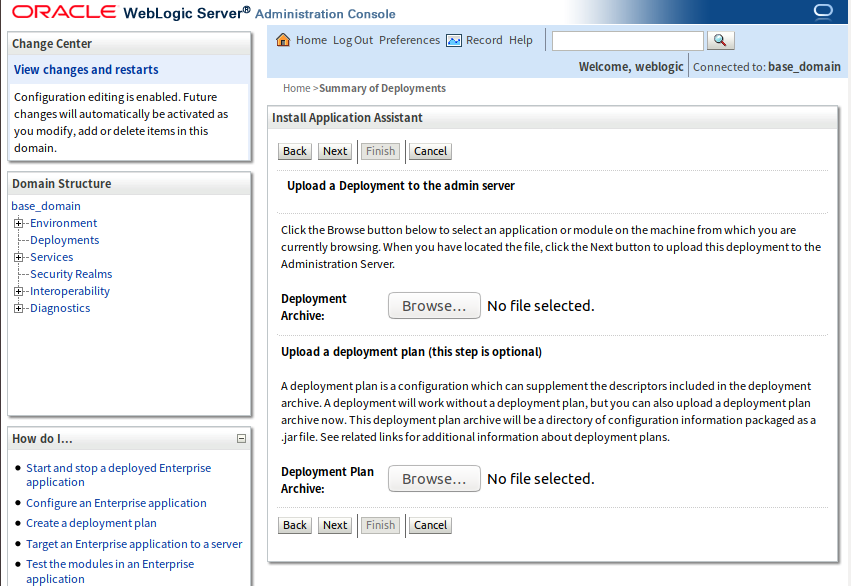 ORACLE WebLogic Server® Administration Console
Change Center
View changes and restarts
Configuration editing is enabled. Future
changes will automatically be activated as
you modify, add or delete items in this
domain.
Domain Structure
base_domain
Environment
Deployments
Services
Security Realms
Interoperability
Diagnostics
How do I...
Start and stop a deployed Enterprise
application
Configure an Enterprise application
Create a deployment plan
Target an Enterprise application to a server
Test the modules in an Enterprise
application
Home Log Out Preferences Record Help
Welcome, weblogic Connected to: base_domain
Home >Summary of Deployments
Install Application Assistant
Back Next Finish Cancel
Upload a Deployment to the admin server
Click the Browse button below to select an application or module on the machine from which you are
currently browsing. When you have located the file, click the Next button to upload this deployment to the
Administration Server.
Deployment
Archive:
Browse... No file selected.
Upload a deployment plan (this step is optional)
A deployment plan is a configuration which can supplement the descriptors included in the deployment
archive. A deployment will work without a deployment plan, but you can also upload a deployment plan
archive now. This deployment plan archive will be a directory of configuration information packaged as a
.jar file. See related links for additional information about deployment plans.
Deployment Plan
Archive:
Browse... No file selected.
Back Next Finish Cancel